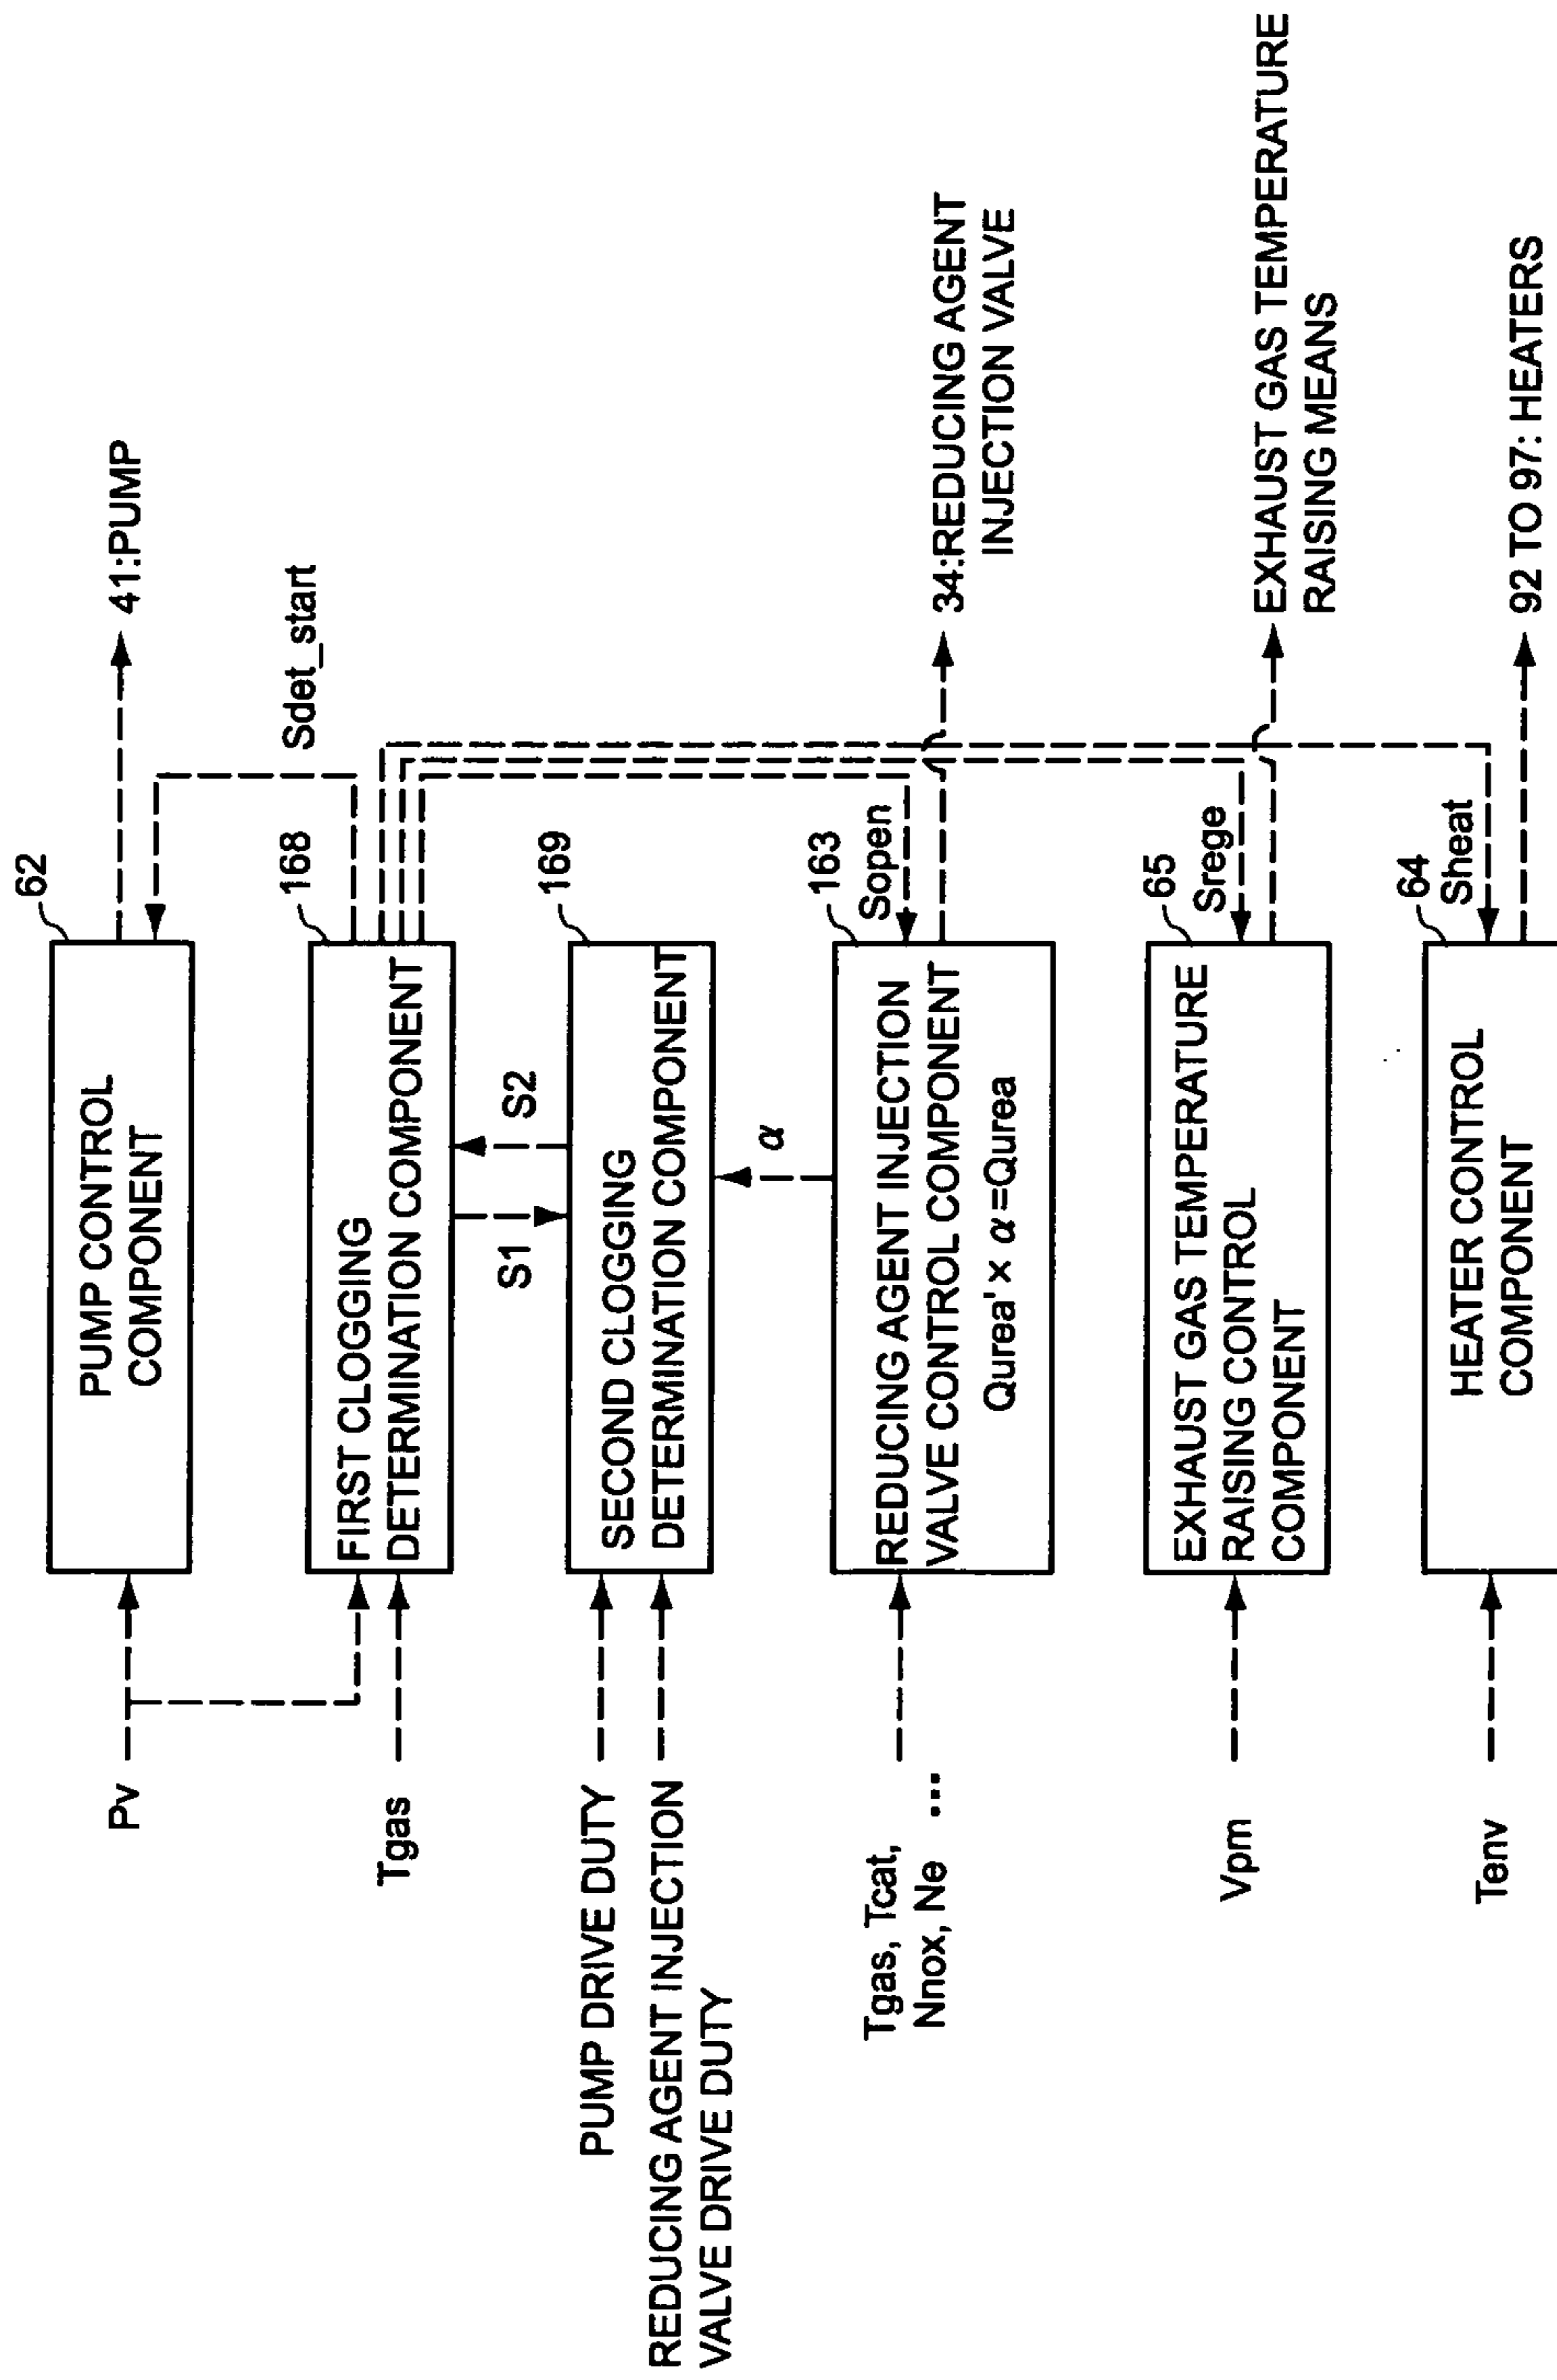 Pv
62
PUMP CONTROL
COMPONENT
41:PUMP
Sdet_start
Tgas
168
FIRST CLOGGING
DETERMINATION COMPONENT
S1
S2
PUMP DRIVE DUTY
REDUCING AGENT INJECTION
VALVE DRIVE DUTY
169
SECOND CLOGGING
DETERMINATION COMPONENT
α
Tgas, Tcat,
Nnox, Ne ...
163
Sopen
REDUCING AGENT INJECTION
VALVE CONTROL COMPONENT
Qurea' × α=Qurea
34:REDUCING AGENT
INJECTION VALVE
Vpm
65
Srege
EXHAUST GAS TEMPERATURE
RAISING CONTROL
COMPONENT
EXHAUST GAS TEMPERATURE
RAISING MEANS
Tenv
64
Sheat
HEATER CONTROL
COMPONENT
92 TO 97: HEATERS